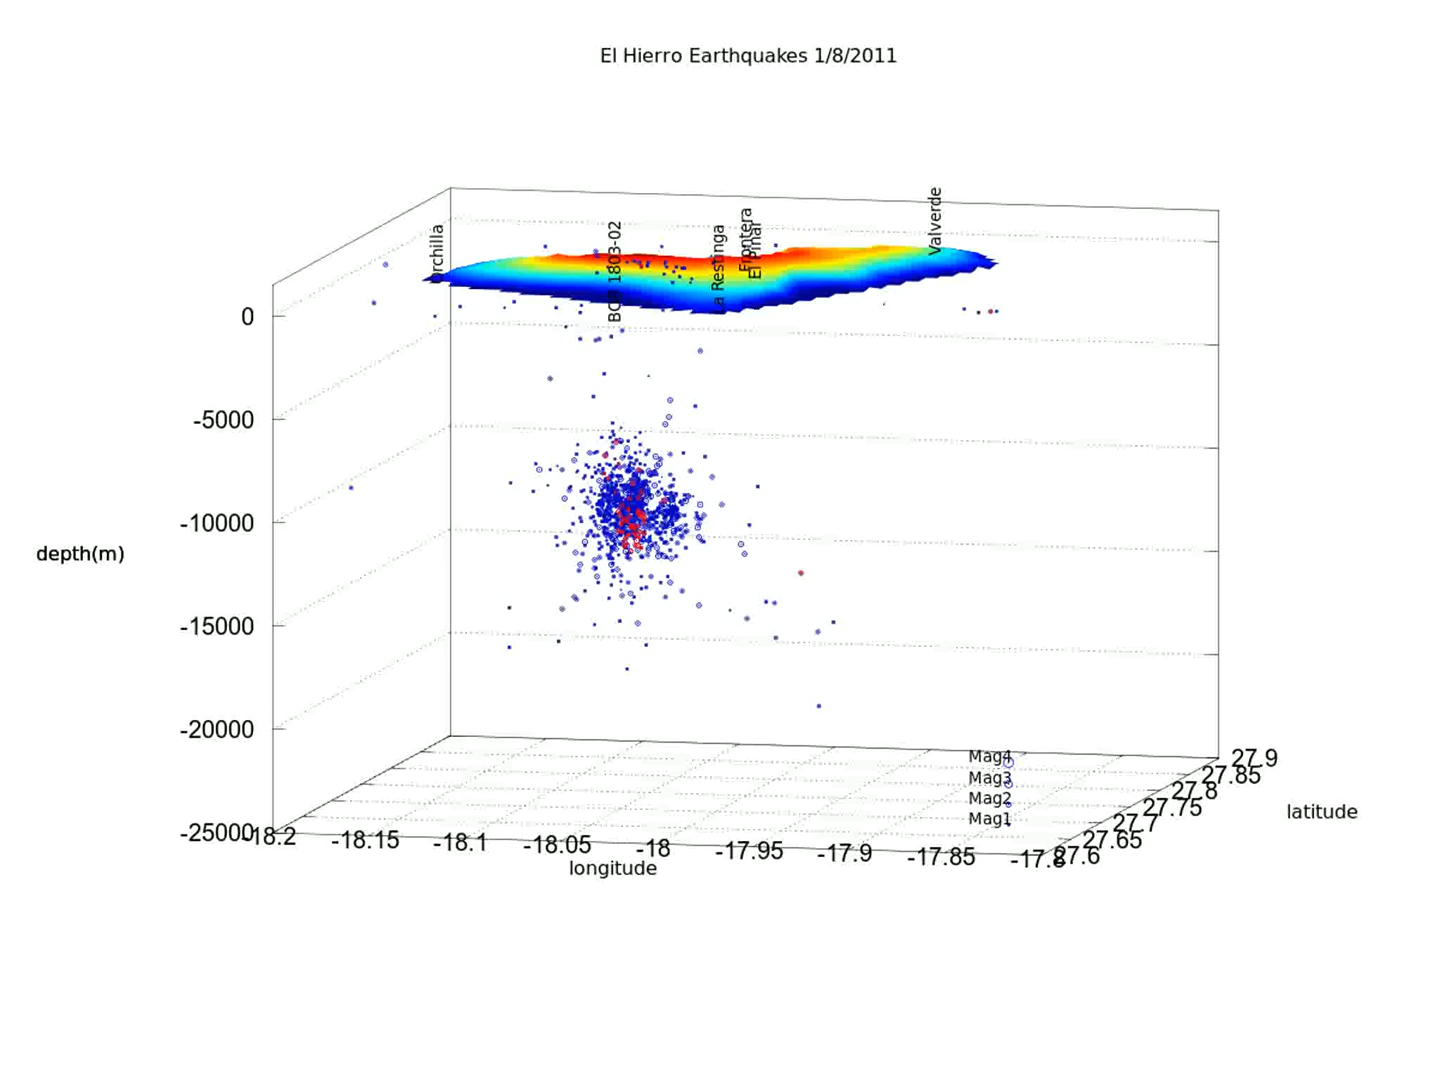 El Hierro Earthquakes 1/8/2011
Orchilla
BOB 1803-02
La Restinga
Frontera
El Pinar
Valverde
0
-5000
-10000
-15000
-20000
-25000
depth(m)
Mag4
Mag3
Mag2
Mag1
-18.2
-18.15
-18.1
-18.05
-18
-17.95
-17.9
-17.85
-17.8
longitude
27.9
27.85
27.8
27.75
27.7
27.65
27.6
latitude